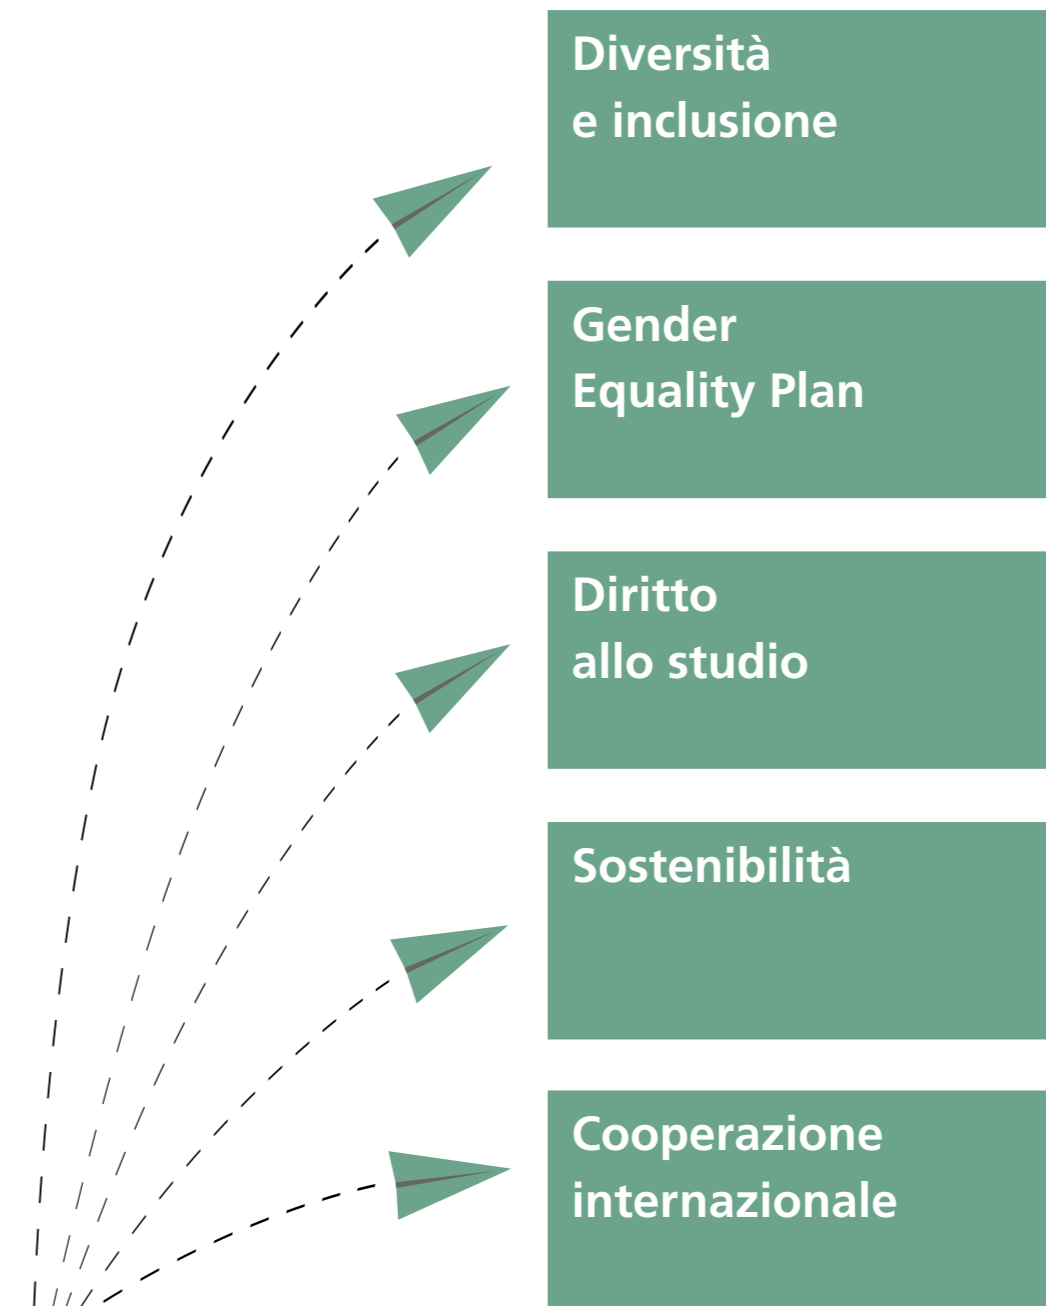 Diversità
e inclusione
Gender
Equality Plan
Diritto
allo studio
Sostenibilità
Cooperazione
internazionale